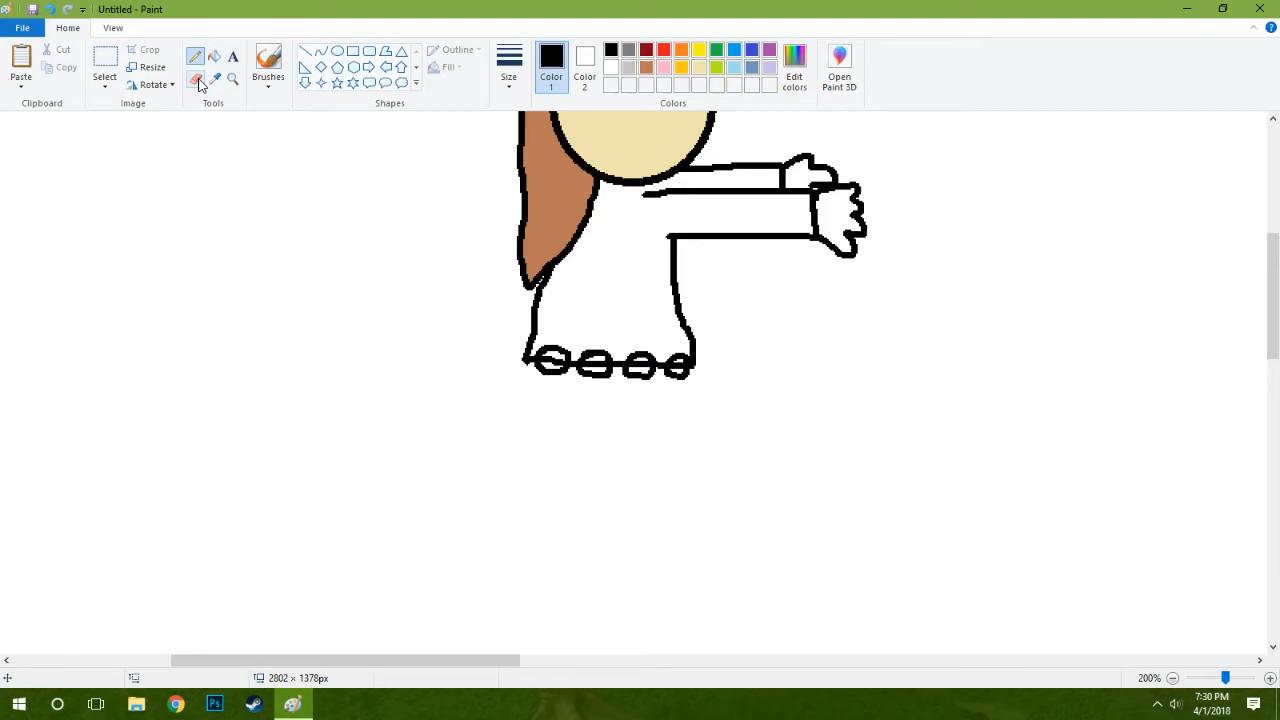 Untitled - Paint
File
Home
View
Paste
Cut
Copy
Clipboard
Select
Crop
Resize
Rotate
Image
A
Tools
Brushes
Outline
Fill
Shapes
Size
Color
1
Color
2
Edit
colors
Colors
Open
Paint 3D
2802 × 1378px
200%
Ps
7:30 PM
4/1/2018